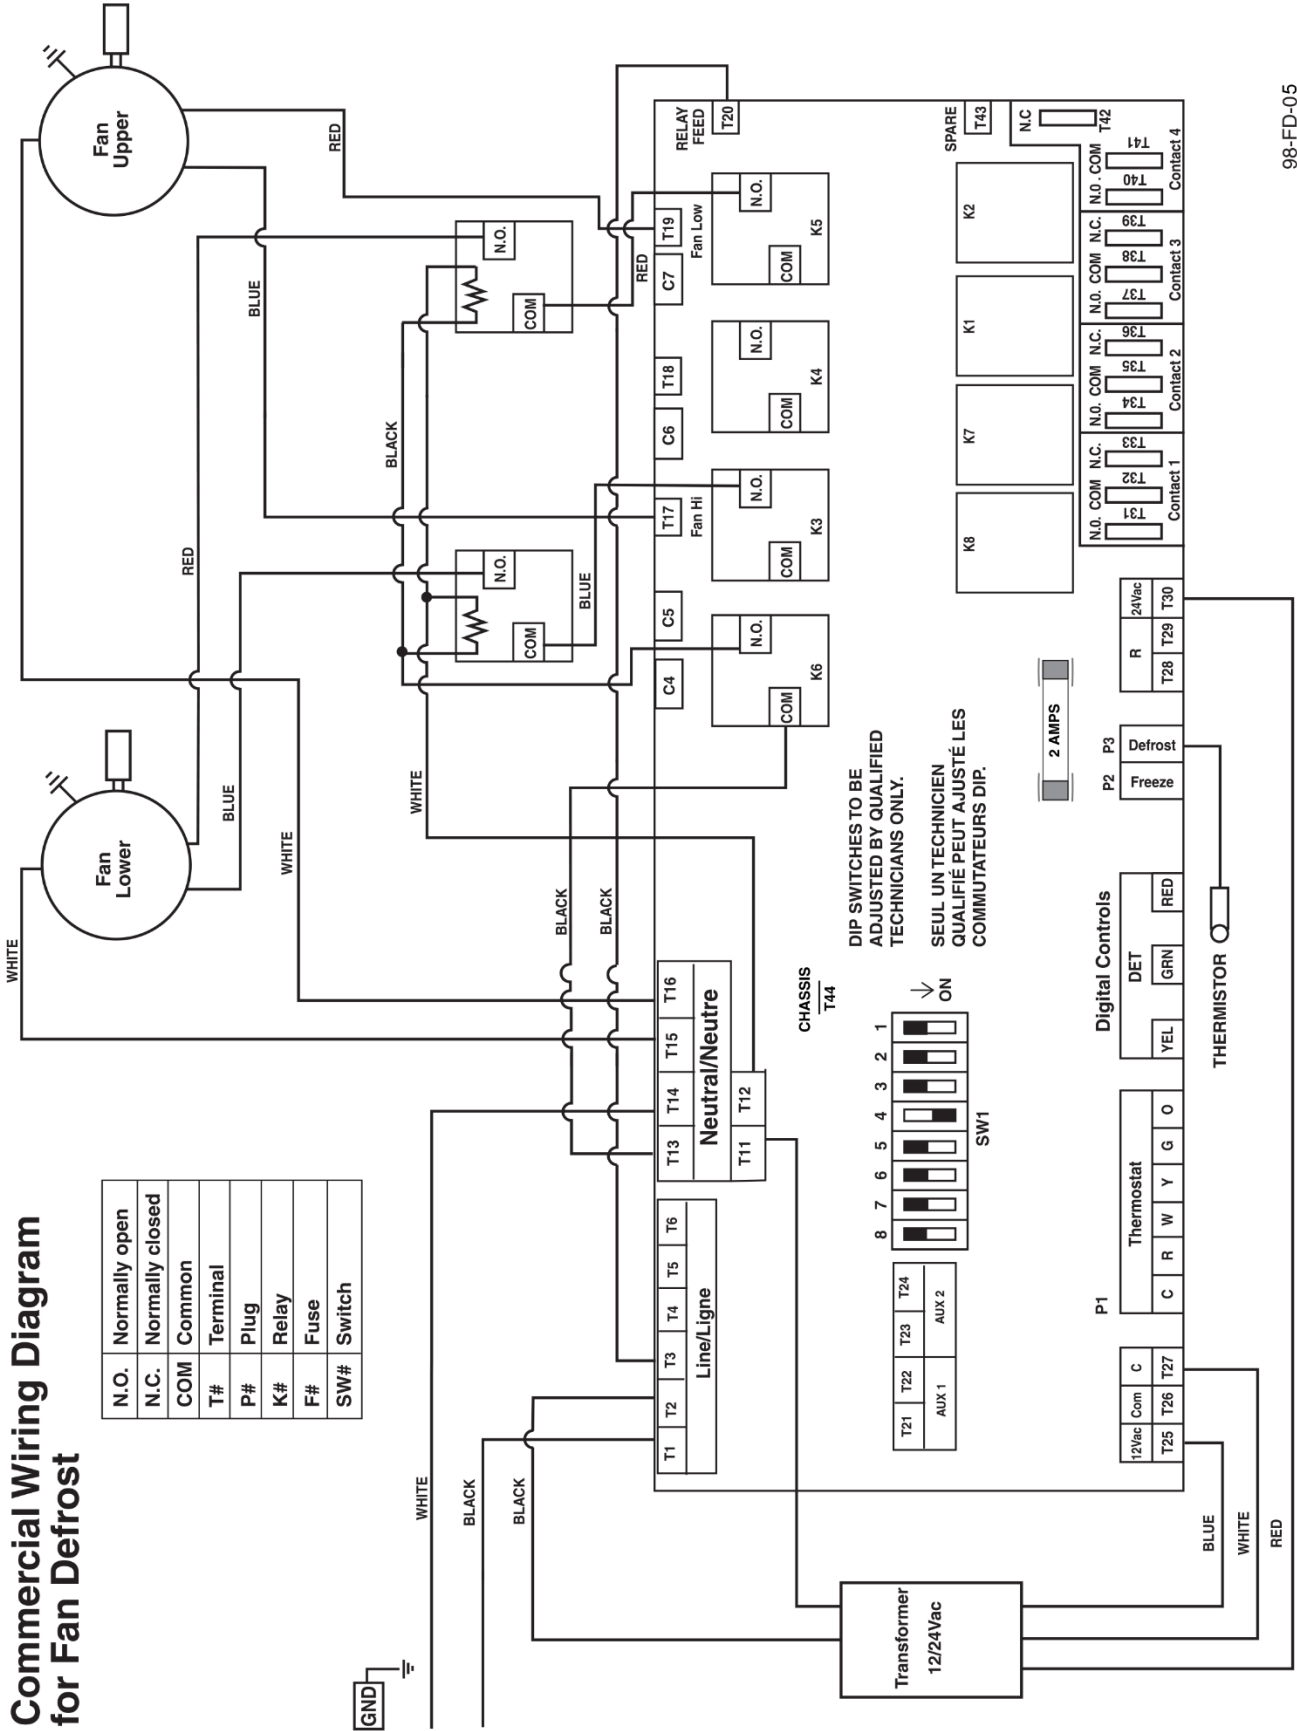 Commercial Wiring Diagram
for Fan Defrost
N.O. Normally open
N.C. Normally closed
COM Common
T# Terminal
P# Plug
K# Relay
F# Fuse
SW# Switch
GND
WHITE
BLACK
BLACK
WHITE
Fan
Lower
WHITE
BLUE
RED
Fan
Upper
BLUE
RED
BLACK
WHITE
BLACK
BLACK
N.O.
COM
BLUE
N.O.
COM
RED
T1
T2
T3
T4
T5
T6
Line/Ligne
T13
T14
T15
T16
Neutral/Neutre
T11
T12
C4
C5
T17
Fan Hi
C6
T18
C7
T19
Fan Low
RELAY
FEED
T20
COM
N.O.
K6
COM
N.O.
K3
COM
N.O.
K4
COM
N.O.
K5
CHASSIS
T44
DIP SWITCHES TO BE
ADJUSTED BY QUALIFIED
TECHNICIANS ONLY.
SEUL UN TECHNICIEN
QUALIFIÉ PEUT AJUSTÉ LES
COMMUTATEURS DIP.
8 7 6 5 4 3 2 1
ON
SW1
T21 T22 T23 T24
AUX 1 AUX 2
SPARE
T43
K8
K7
K1
K2
2 AMPS
N.C
T42
N.O. COM N.C.
T31 T32 T33
Contact 1
N.O. COM N.C.
T34 T35 T36
Contact 2
N.O. COM N.C.
T37 T38 T39
Contact 3
N.O. COM
T40 T41
Contact 4
12Vac Com C
T25 T26 T27
P1
Thermostat
C R W Y G O
Digital Controls
DET
YEL GRN RED
P2 P3
Freeze Defrost
R 24Vac
T28 T29 T30
THERMISTOR
Transformer
12/24Vac
BLUE
WHITE
RED
98-FD-05